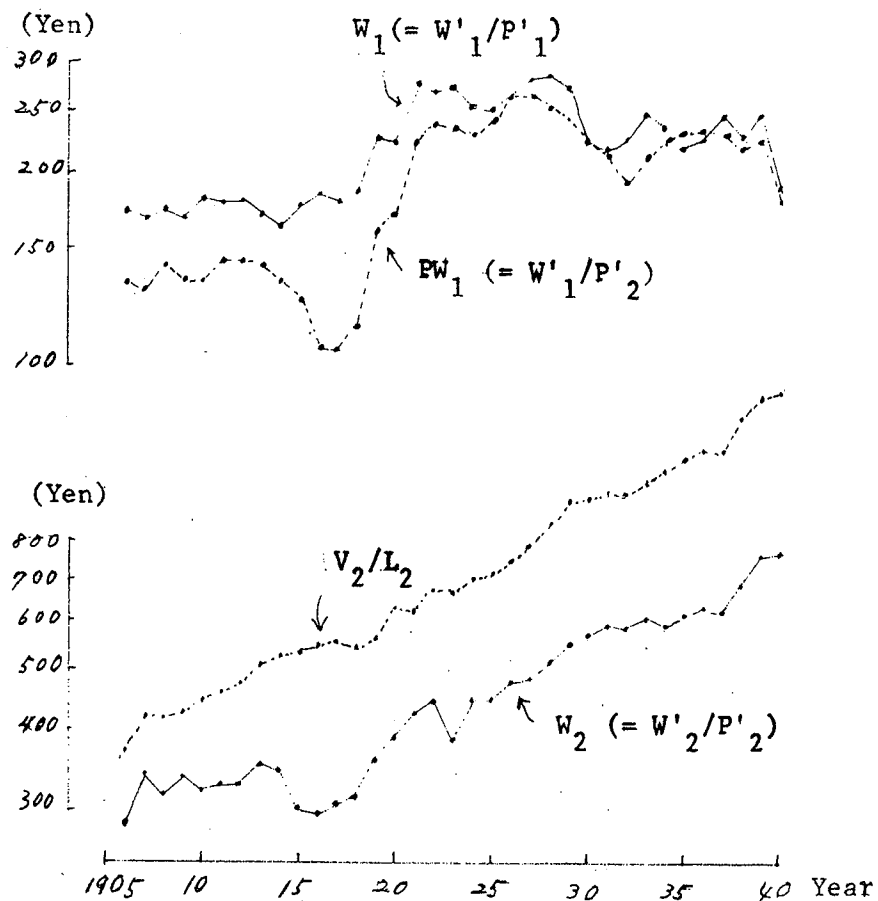 (Yen)
W₁(= W'₁/P'₁)
300
250
200
150
100
PW₁ (= W'₁/P'₂)
(Yen)
800
700
600
500
400
300
V₂/L₂
W₂ (= W'₂/P'₂)
1905 10 15 20 25 30 35 40 Year